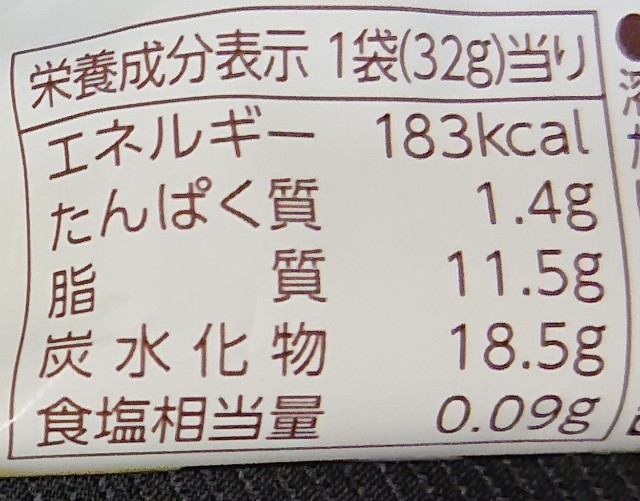 栄養成分表示 1袋(32g)当り
エネルギー 183kcal
たんぱく質 1.4g
脂質 11.5g
炭水化物 18.5g
食塩相当量 0.09g